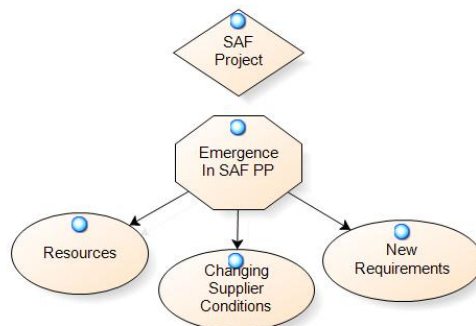 SAF
Project
Emergence
In SAF PP
Resources
Changing
Supplier
Conditions
New
Requirements